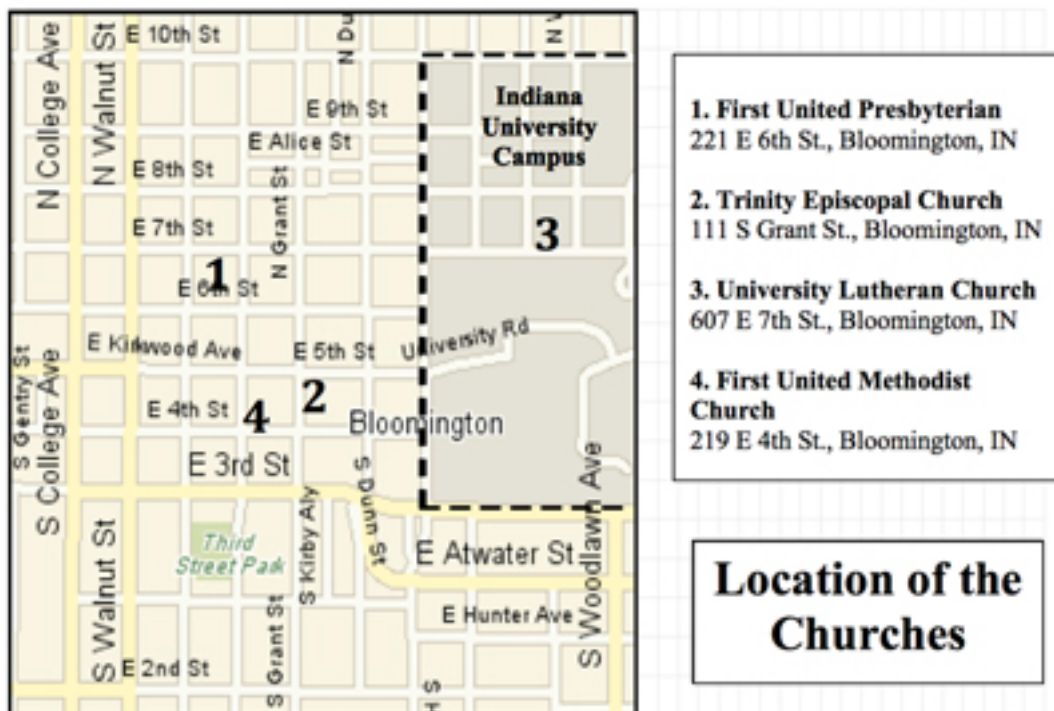 E 10th St
N Du
N V
N College Ave
N Walnut St
E 9th St
Indiana
University
Campus
E Alice St
E 8th St
N Grant St
E 7th St
3
1
E 6th St
University Rd
E Kirkwood Ave
E 5th St
S Gentry St
S College Ave
2
E 4th St
4
Bloomington
E 3rd St
S Dunn St
S Kirby Aly
S Woodlawn Ave
Third
Street Park
E Atwater St
S Walnut St
E Hunter Ave
S Grant St
E 2nd St
S H
1. First United Presbyterian
221 E 6th St., Bloomington, IN
2. Trinity Episcopal Church
111 S Grant St., Bloomington, IN
3. University Lutheran Church
607 E 7th St., Bloomington, IN
4. First United Methodist
Church
219 E 4th St., Bloomington, IN
Location of the
Churches